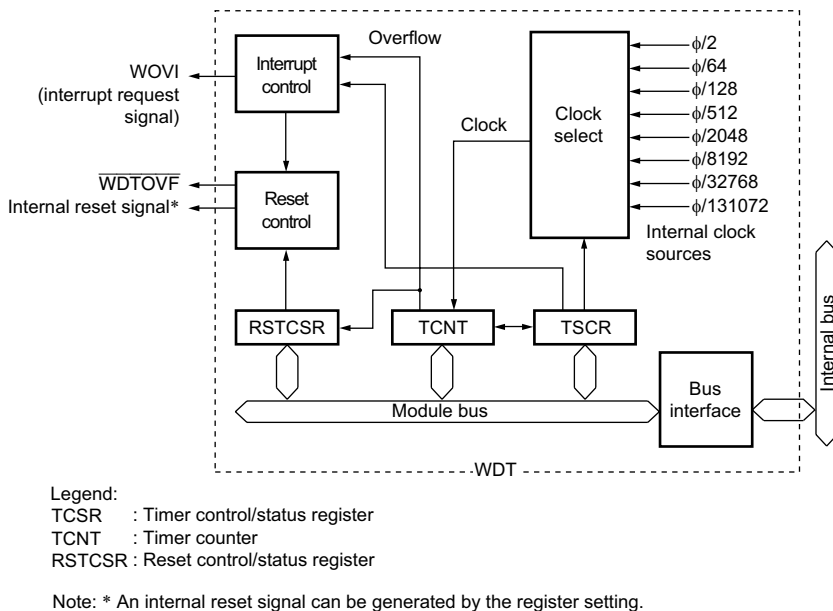 Overflow
WOVI
(interrupt request
signal)
Interrupt
control
Clock
Clock
select
ϕ/2
ϕ/64
ϕ/128
ϕ/512
ϕ/2048
ϕ/8192
ϕ/32768
ϕ/131072
Internal clock
sources
WDTOVF
Internal reset signal*
Reset
control
RSTCSR
TCNT
TSCR
Module bus
Bus
interface
Internal bus
WDT
Legend:
TCSR : Timer control/status register
TCNT : Timer counter
RSTCSR : Reset control/status register
Note: * An internal reset signal can be generated by the register setting.